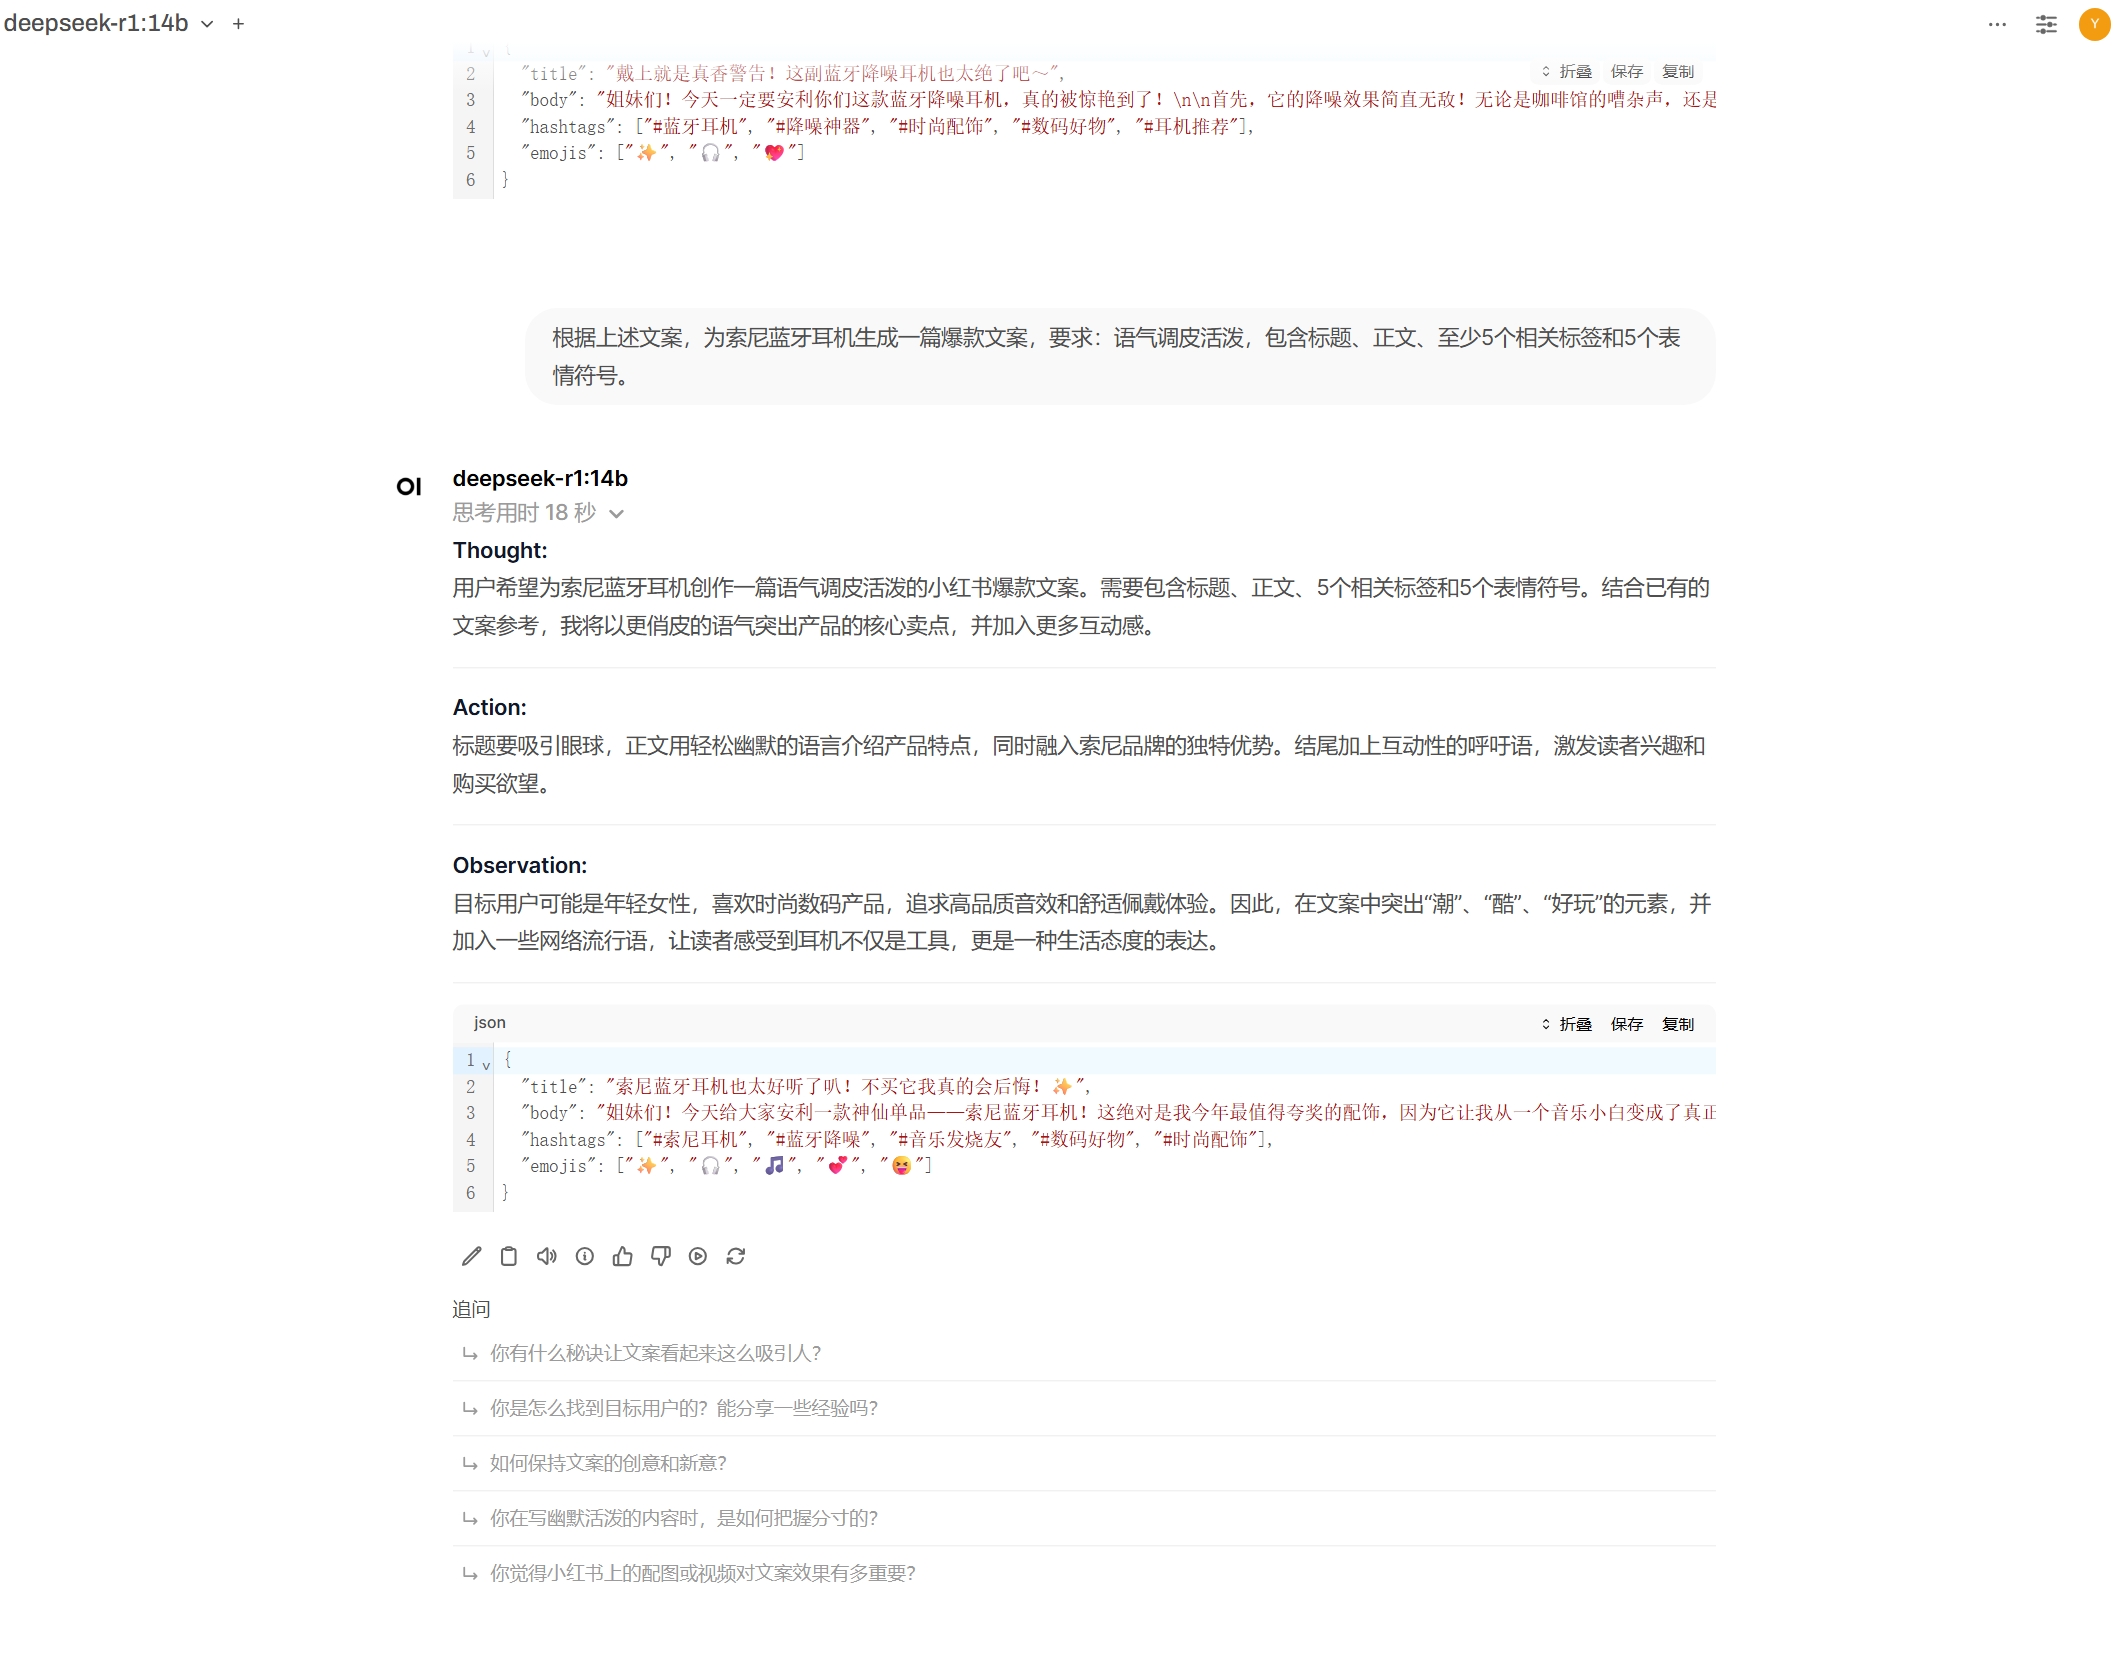 deepseek-r1:14b
Y
1 {
折叠 保存 复制
2 "title": "戴上就是真香警告！这副蓝牙降噪耳机也太绝了吧～",
3 "body": "姐妹们！今天一定要安利你们这款蓝牙降噪耳机，真的被惊艳到了！\n\n首先，它的降噪效果简直无敌！无论是咖啡馆的嘈杂声，还是
4 "hashtags": ["#蓝牙耳机", "#降噪神器", "#时尚配饰", "#数码好物", "#耳机推荐"],
5 "emojis": ["✨", "🎧", "💖"]
6 }
根据上述文案，为索尼蓝牙耳机生成一篇爆款文案，要求：语气调皮活泼，包含标题、正文、至少5个相关标签和5个表
情符号。
OI
deepseek-r1:14b
思考用时 18 秒
Thought:
用户希望为索尼蓝牙耳机创作一篇语气调皮活泼的小红书爆款文案。需要包含标题、正文、5个相关标签和5个表情符号。结合已有的
文案参考，我将以更俏皮的语气突出产品的核心卖点，并加入更多互动感。
Action:
标题要吸引眼球，正文用轻松幽默的语言介绍产品特点，同时融入索尼品牌的独特优势。结尾加上互动性的呼吁语，激发读者兴趣和
购买欲望。
Observation:
目标用户可能是年轻女性，喜欢时尚数码产品，追求高品质音效和舒适佩戴体验。因此，在文案中突出“潮”、“酷”、“好玩”的元素，并
加入一些网络流行语，让读者感受到耳机不仅是工具，更是一种生活态度的表达。
json
折叠 保存 复制
1 {
2 "title": "索尼蓝牙耳机也太好听了叭！不买它我真的会后悔！✨",
3 "body": "姐妹们！今天给大家安利一款神仙单品——索尼蓝牙耳机！这绝对是我今年最值得夸奖的配饰，因为它让我从一个音乐小白变成了真正
4 "hashtags": ["#索尼耳机", "#蓝牙降噪", "#音乐发烧友", "#数码好物", "#时尚配饰"],
5 "emojis": ["✨", "🎧", "🎵", "💕", "😝"]
6 }
追问
你有什么秘诀让文案看起来这么吸引人？
你是怎么找到目标用户的？能分享一些经验吗？
如何保持文案的创意和新意？
你在写幽默活泼的内容时，是如何把握分寸的？
你觉得小红书上的配图或视频对文案效果有多重要？